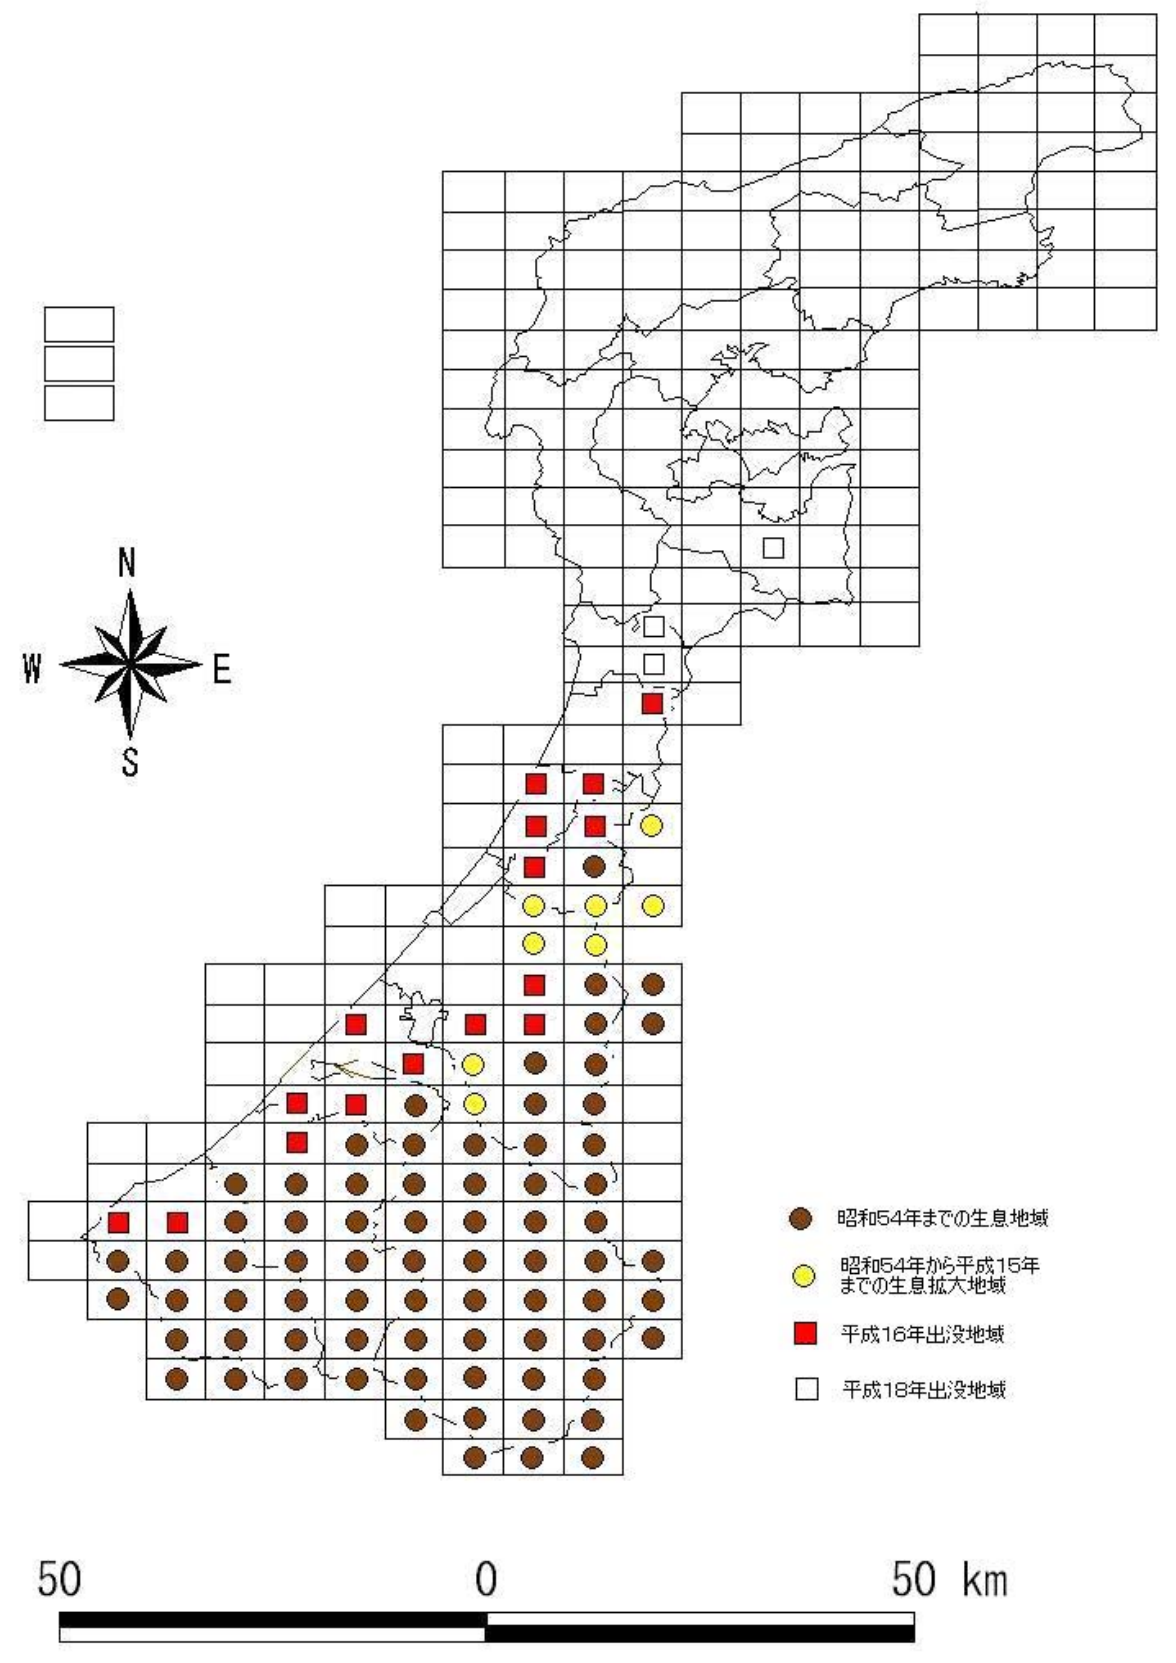 N
W
E
S
昭和54年までの生息地域
昭和54年から平成15年
までの生息拡大地域
平成16年出没地域
平成18年出没地域
50 0 50 km